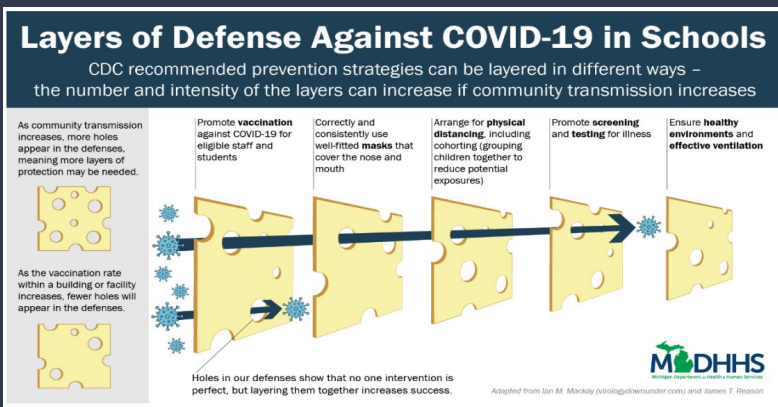 Layers of Defense Against COVID-19 in Schools
CDC recommended prevention strategies can be layered in different ways –
the number and intensity of the layers can increase if community transmission increases
As community transmission
increases, more holes
appear in the defenses,
meaning more layers of
protection may be needed.
As the vaccination rate
within a building or facility
increases, fewer holes will
appear in the defenses.
Promote vaccination
against COVID-19 for
eligible staff and
students
Correctly and
consistently use
well-fitted masks that
cover the nose and
mouth
Arrange for physical
distancing, including
cohorting (grouping
children together to
reduce potential
exposures)
Promote screening
and testing for illness
Ensure healthy
environments and
effective ventilation
Holes in our defenses show that no one intervention is
perfect, but layering them together increases success.
MDHHS
Michigan Department of Health & Human Services
Adapted from Ian M. Mackay (virologydownunder.com) and James T. Reason